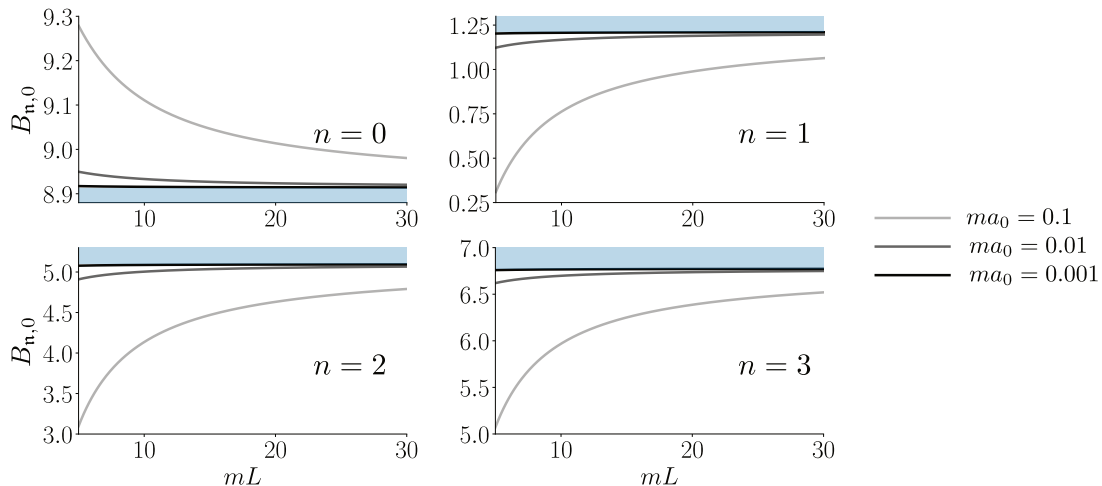 9.3
9.2
9.1
9.0
8.9
B_{n,0}
n = 0
10 20 30
1.25
1.00
0.75
0.50
0.25
n = 1
10 20 30
5.0
4.5
4.0
3.5
3.0
B_{n,0}
n = 2
10 20 30
mL
7.0
6.5
6.0
5.5
5.0
n = 3
10 20 30
mL
ma_0 = 0.1
ma_0 = 0.01
ma_0 = 0.001